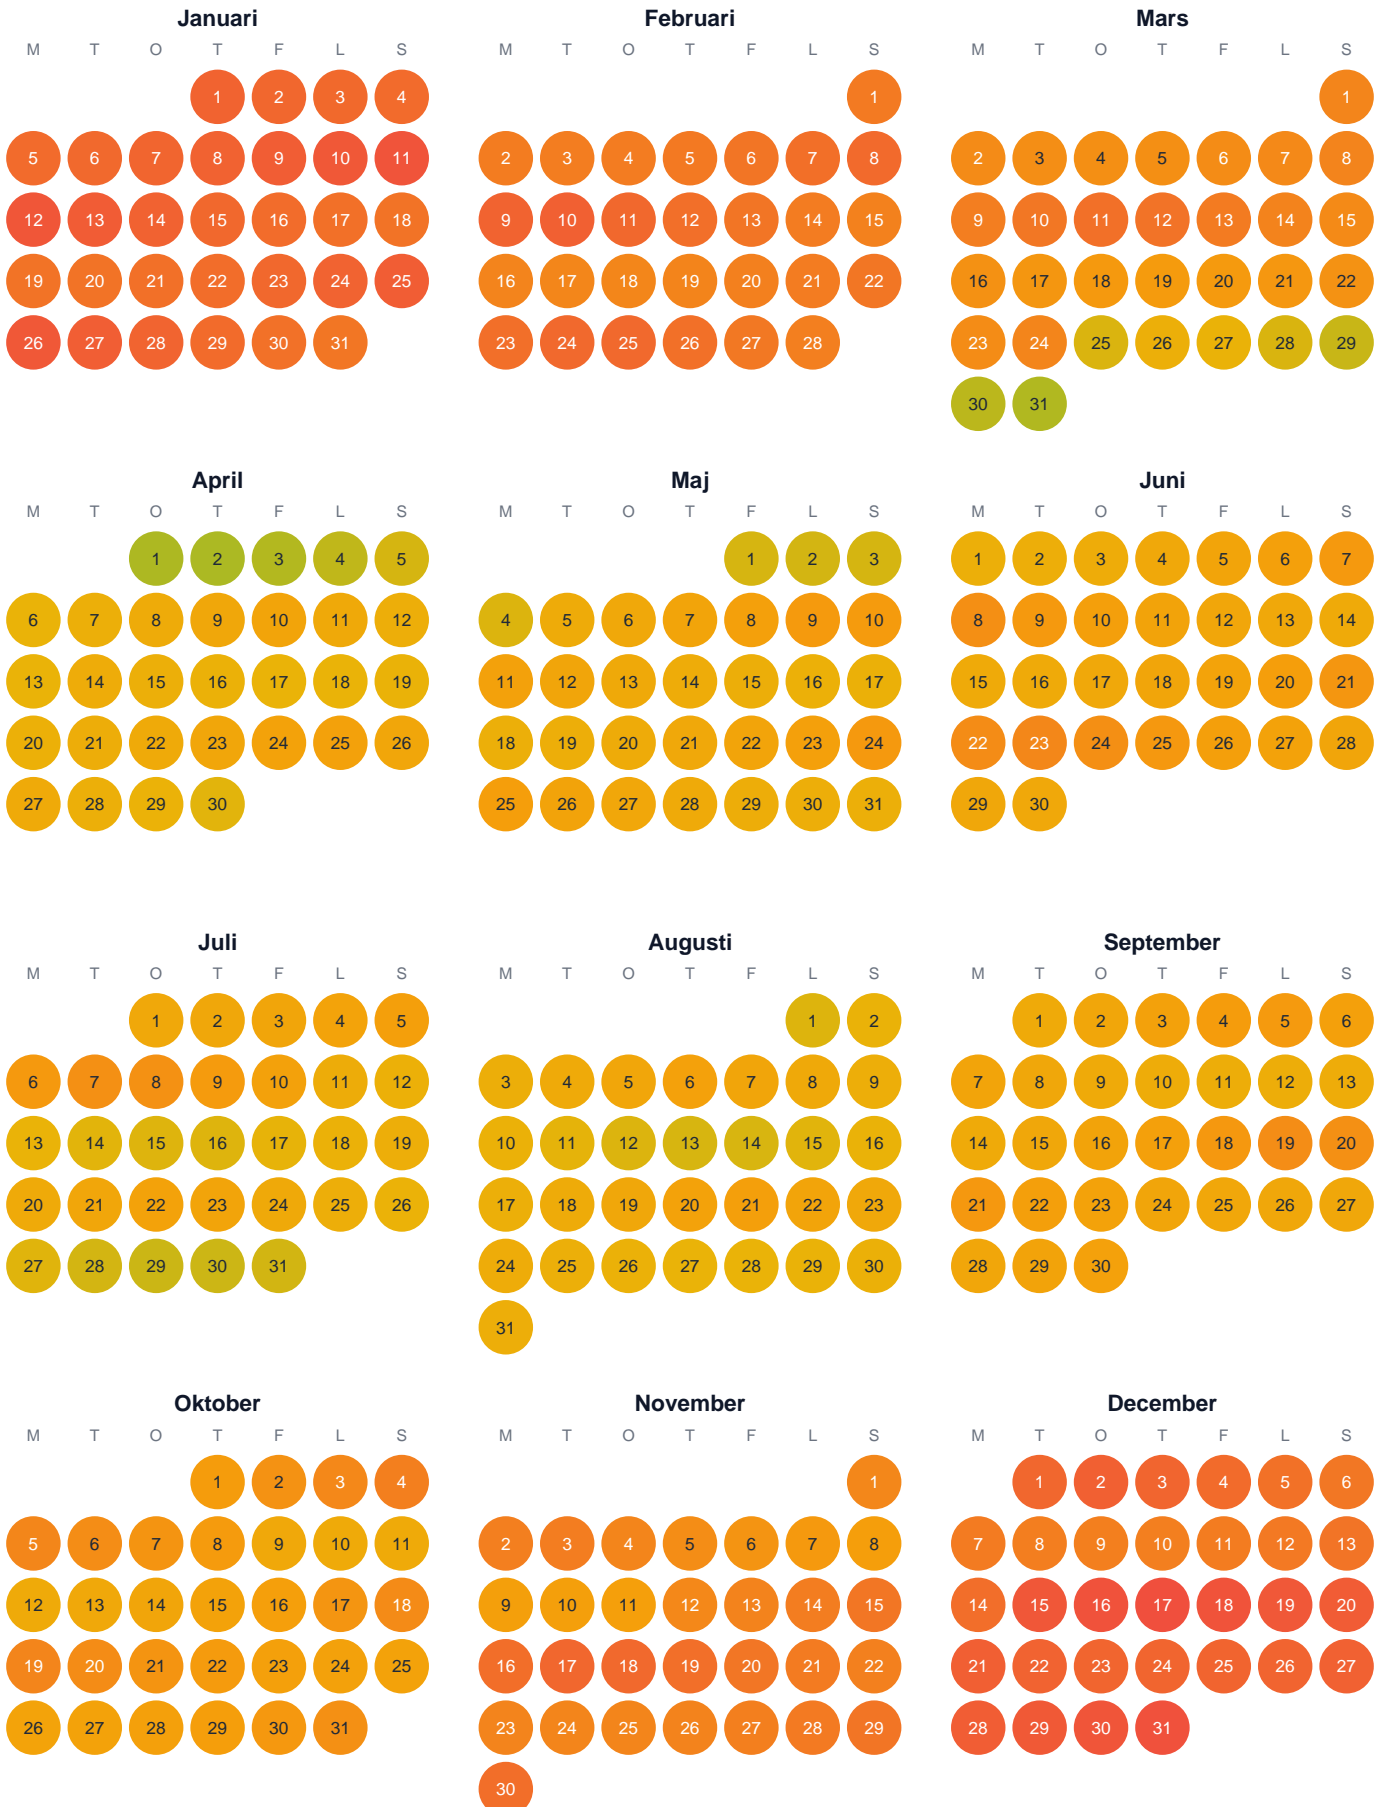 Januari Februari Mars
M T O T F L S M T O T F L S M T O T F L S
1 2 3 4 1 1
5 6 7 8 9 10 11 2 3 4 5 6 7 8 2 3 4 5 6 7 8
12 13 14 15 16 17 18 9 10 11 12 13 14 15 9 10 11 12 13 14 15
19 20 21 22 23 24 25 16 17 18 19 20 21 22 16 17 18 19 20 21 22
26 27 28 29 30 31 23 24 25 26 27 28 23 24 25 26 27 28 29
30 31
April Maj Juni
M T O T F L S M T O T F L S M T O T F L S
1 2 3 4 5 1 2 3 1 2 3 4 5 6 7
6 7 8 9 10 11 12 4 5 6 7 8 9 10 8 9 10 11 12 13 14
13 14 15 16 17 18 19 11 12 13 14 15 16 17 15 16 17 18 19 20 21
20 21 22 23 24 25 26 18 19 20 21 22 23 24 22 23 24 25 26 27 28
27 28 29 30 25 26 27 28 29 30 31 29 30
Juli Augusti September
M T O T F L S M T O T F L S M T O T F L S
1 2 3 4 5 1 2 1 2 3 4 5 6
6 7 8 9 10 11 12 3 4 5 6 7 8 9 7 8 9 10 11 12 13
13 14 15 16 17 18 19 10 11 12 13 14 15 16 14 15 16 17 18 19 20
20 21 22 23 24 25 26 17 18 19 20 21 22 23 21 22 23 24 25 26 27
27 28 29 30 31 24 25 26 27 28 29 30 28 29 30
31
Oktober November December
M T O T F L S M T O T F L S M T O T F L S
1 2 3 4 1 1 2 3 4 5 6
5 6 7 8 9 10 11 2 3 4 5 6 7 8 7 8 9 10 11 12 13
12 13 14 15 16 17 18 9 10 11 12 13 14 15 14 15 16 17 18 19 20
19 20 21 22 23 24 25 16 17 18 19 20 21 22 21 22 23 24 25 26 27
26 27 28 29 30 31 23 24 25 26 27 28 29 28 29 30 31
30